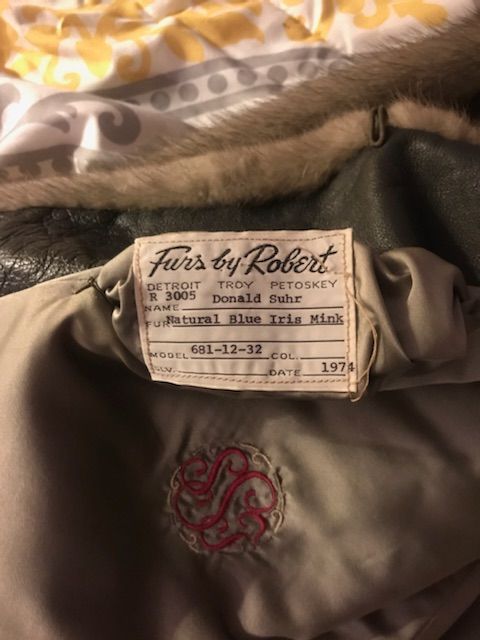 Furs by Robert
DETROIT TROY PETOSKEY
R 3005 Donald Suhr
NAME
FUR Natural Blue Iris Mink
MODEL 681-12-32 COL.
SLV. DATE 1974